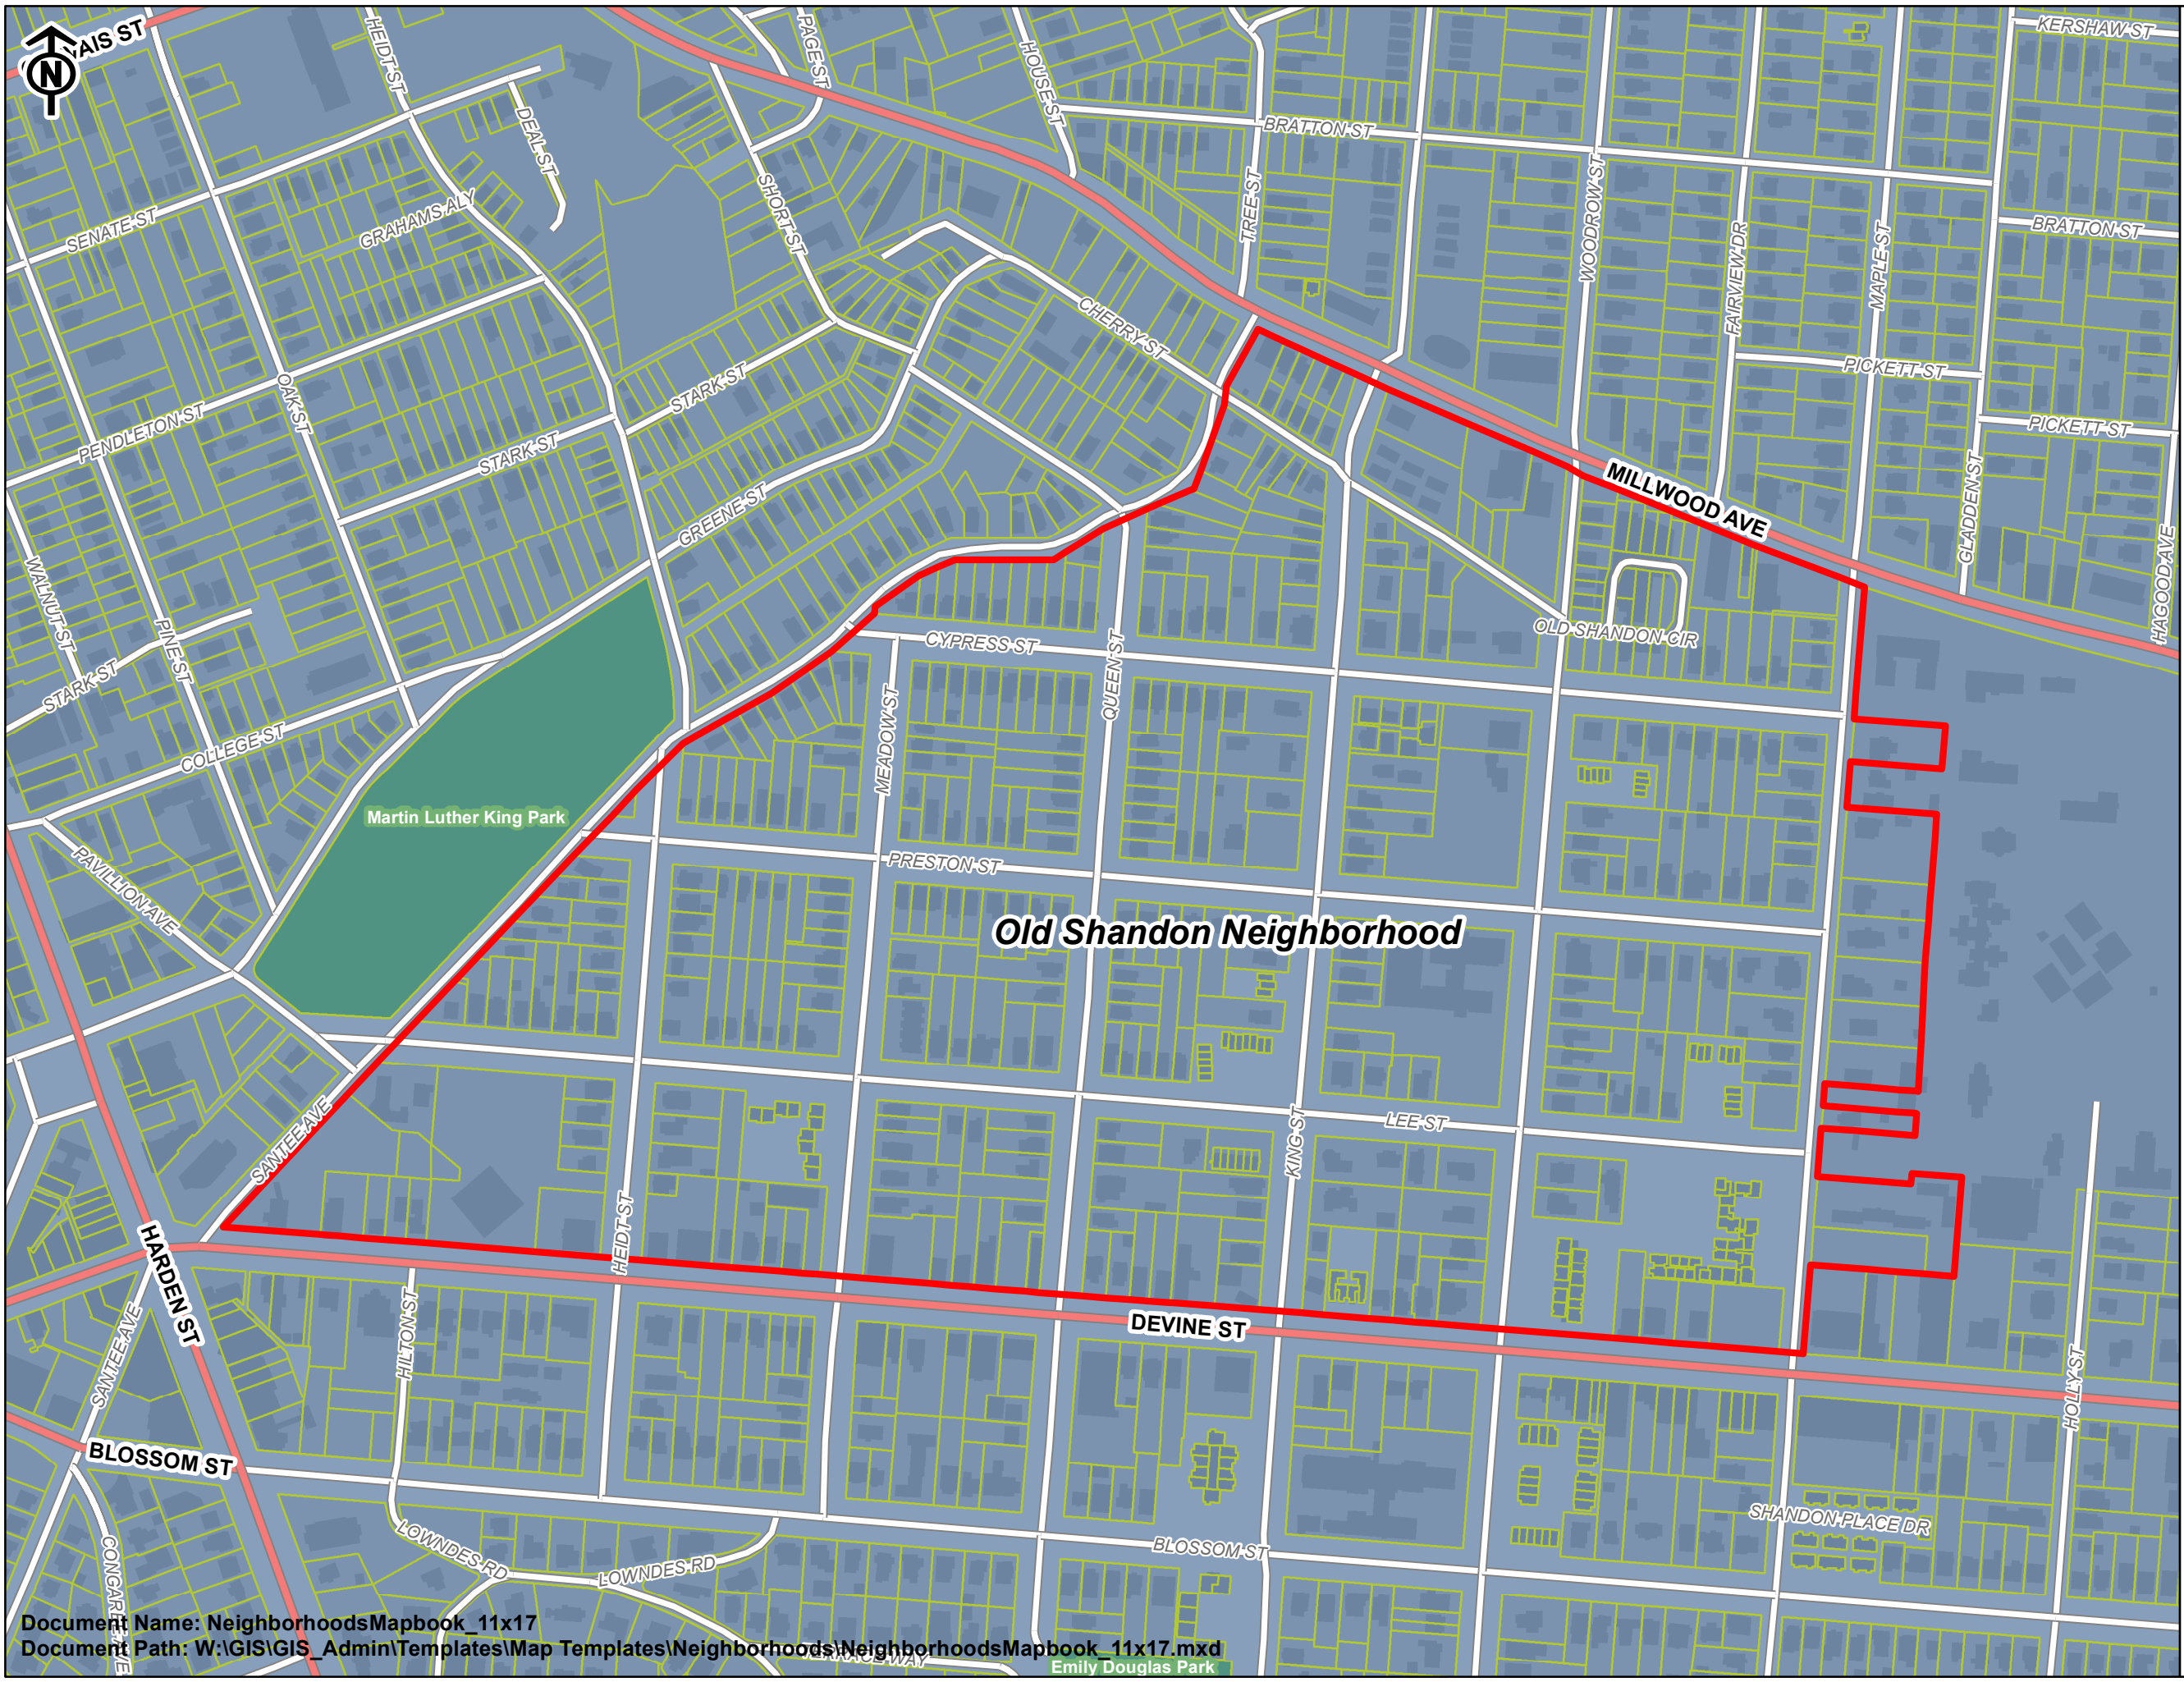 VAIS ST
N
HEIDT ST
PAGE ST
HOUSE ST
KERSHAW ST
DEAL ST
BRATTON ST
SENATE ST
GRAHAMS ALY
SHORT ST
TREE ST
WOODROW ST
FAIRVIEW DR
MAPLE ST
BRATTON ST
CHERRY ST
PICKETT ST
OAK ST
STARK ST
PENDLETON ST
STARK ST
PICKETT ST
GREENE ST
MILLWOOD AVE
GLADDEN ST
HAGOOD AVE
WALNUT ST
PINE ST
STARK ST
CYPRESS ST
QUEEN ST
OLD SHANDON CIR
COLLEGE ST
MEADOW ST
Martin Luther King Park
PAVILLION AVE
PRESTON ST
Old Shandon Neighborhood
SANTEE AVE
LEE ST
KING ST
HEIDT ST
HARDEN ST
DEVINE ST
SANTEE AVE
HILTON ST
HOLLY ST
BLOSSOM ST
SHANDON PLACE DR
LOWNDES RD
LOWNDES RD
BLOSSOM ST
CONGAREE AVE
Document Name: NeighborhoodsMapbook_11x17
Document Path: W:\GIS\GIS_Admin\Templates\Map Templates\Neighborhoods\NeighborhoodsMapbook_11x17.mxd
WAY
Emily Douglas Park